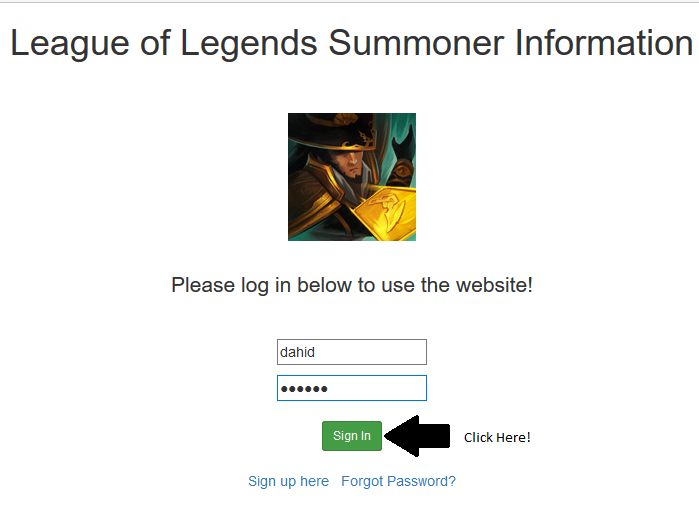 League of Legends Summoner Information
Please log in below to use the website!
dahid
●●●●●●
Sign In
Click Here!
Sign up here Forgot Password?